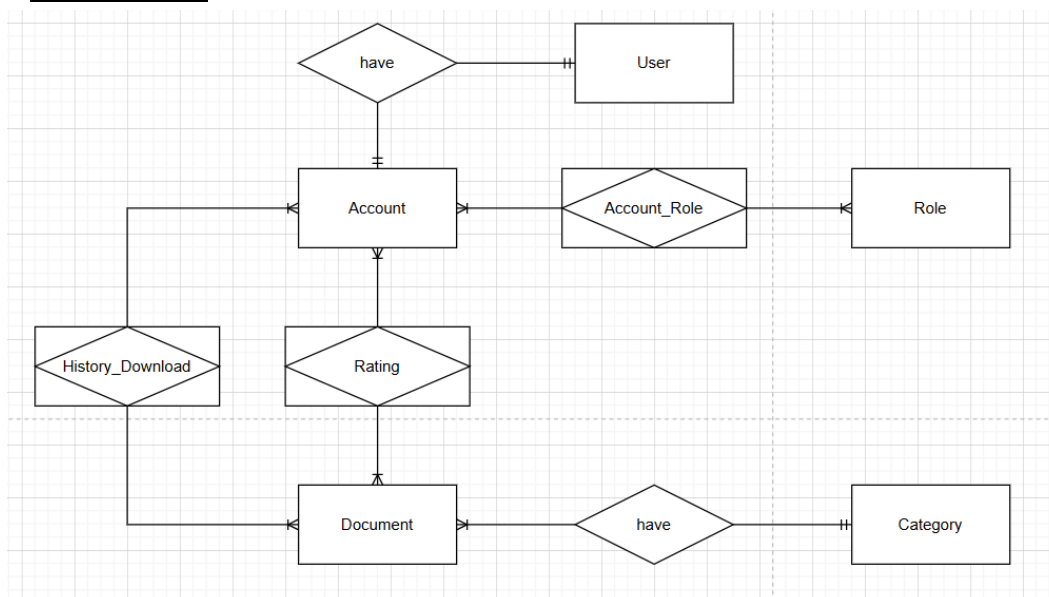 have
User
Account
Account_Role
Role
History_Download
Rating
Document
have
Category